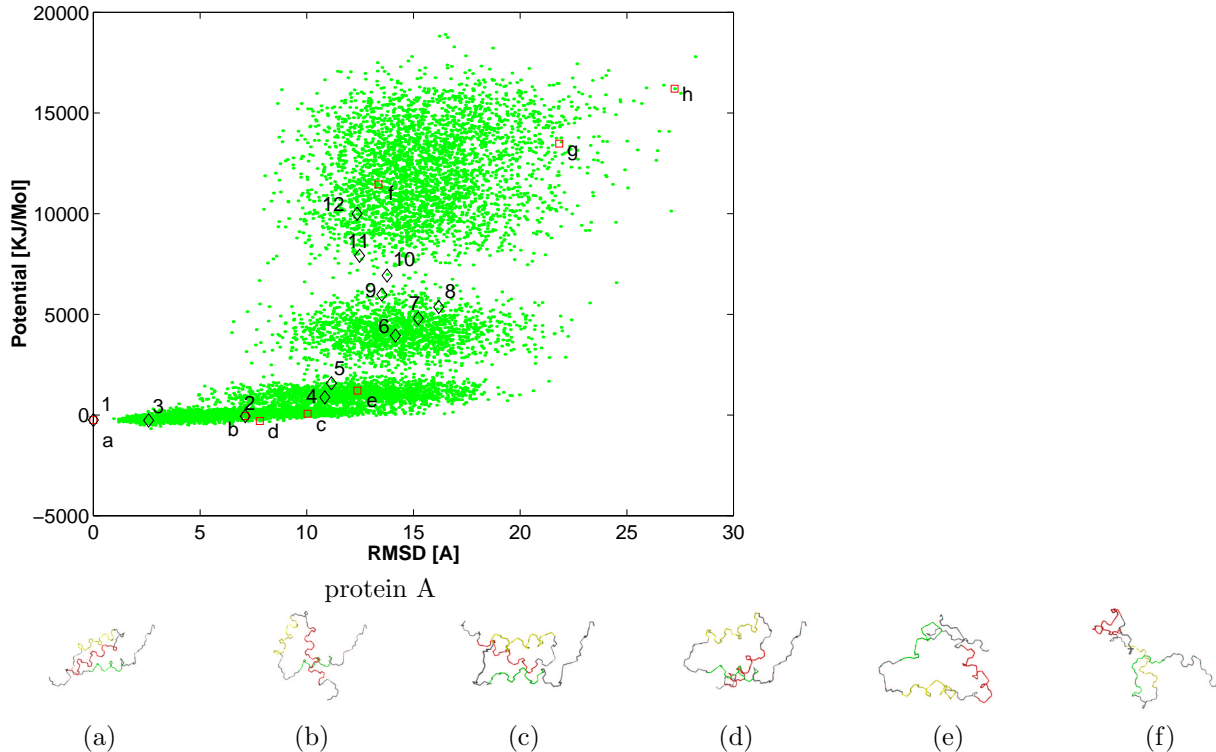 20000
15000
10000
5000
0
−5000
Potential [KJ/Mol]
h
g
f
12
11
10
9
8
7
6
5
4
e
1
3
2
a
b
d
c
0 5 10 15 20 25 30
RMSD [A]
protein A
(a) (b) (c) (d) (e) (f)